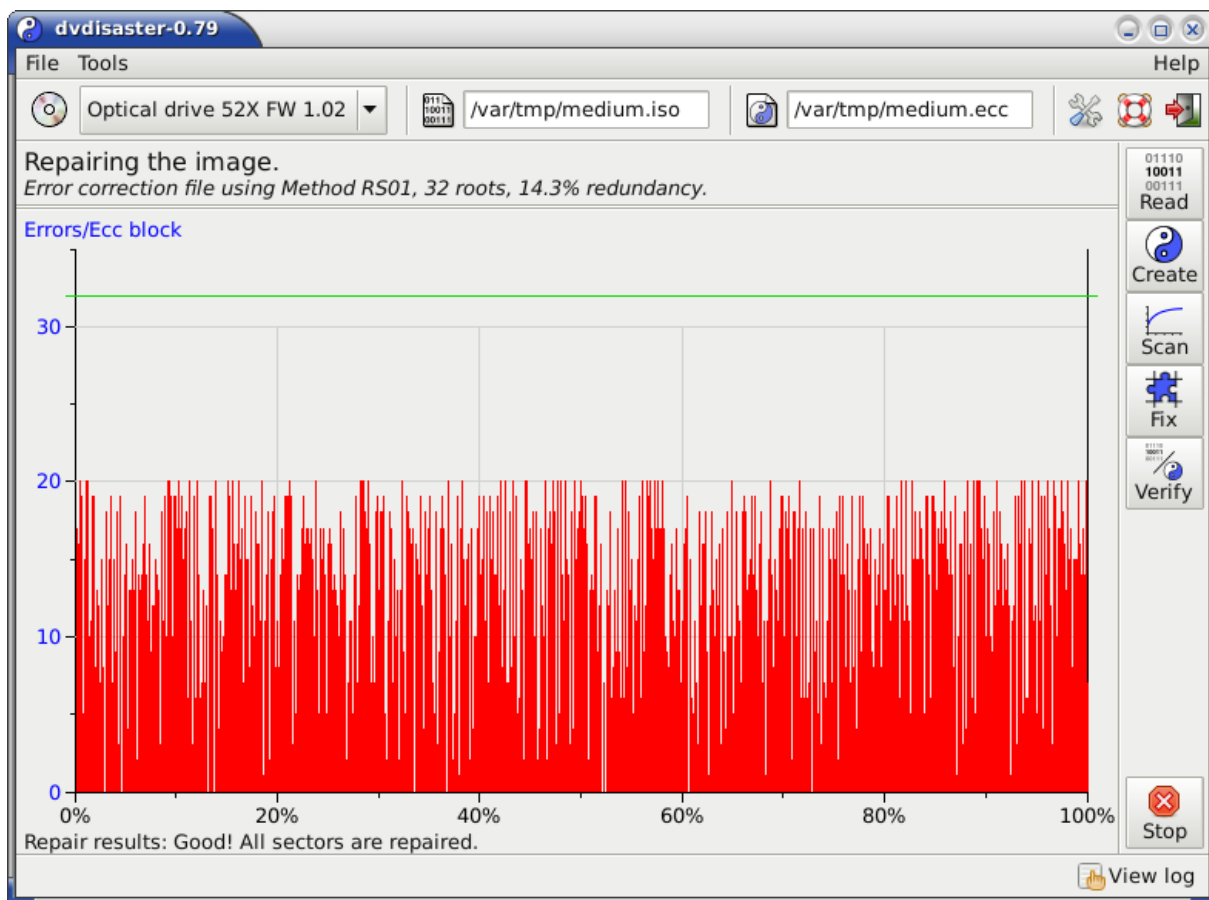 dvdisaster-0.79
File Tools Help
Optical drive 52X FW 1.02 /var/tmp/medium.iso /var/tmp/medium.ecc
Repairing the image.
Error correction file using Method RS01, 32 roots, 14.3% redundancy.
Errors/Ecc block
30
20
10
0
0% 20% 40% 60% 80% 100%
Repair results: Good! All sectors are repaired.
01110
10011
00111
Read
Create
Scan
Fix
Verify
Stop
View log